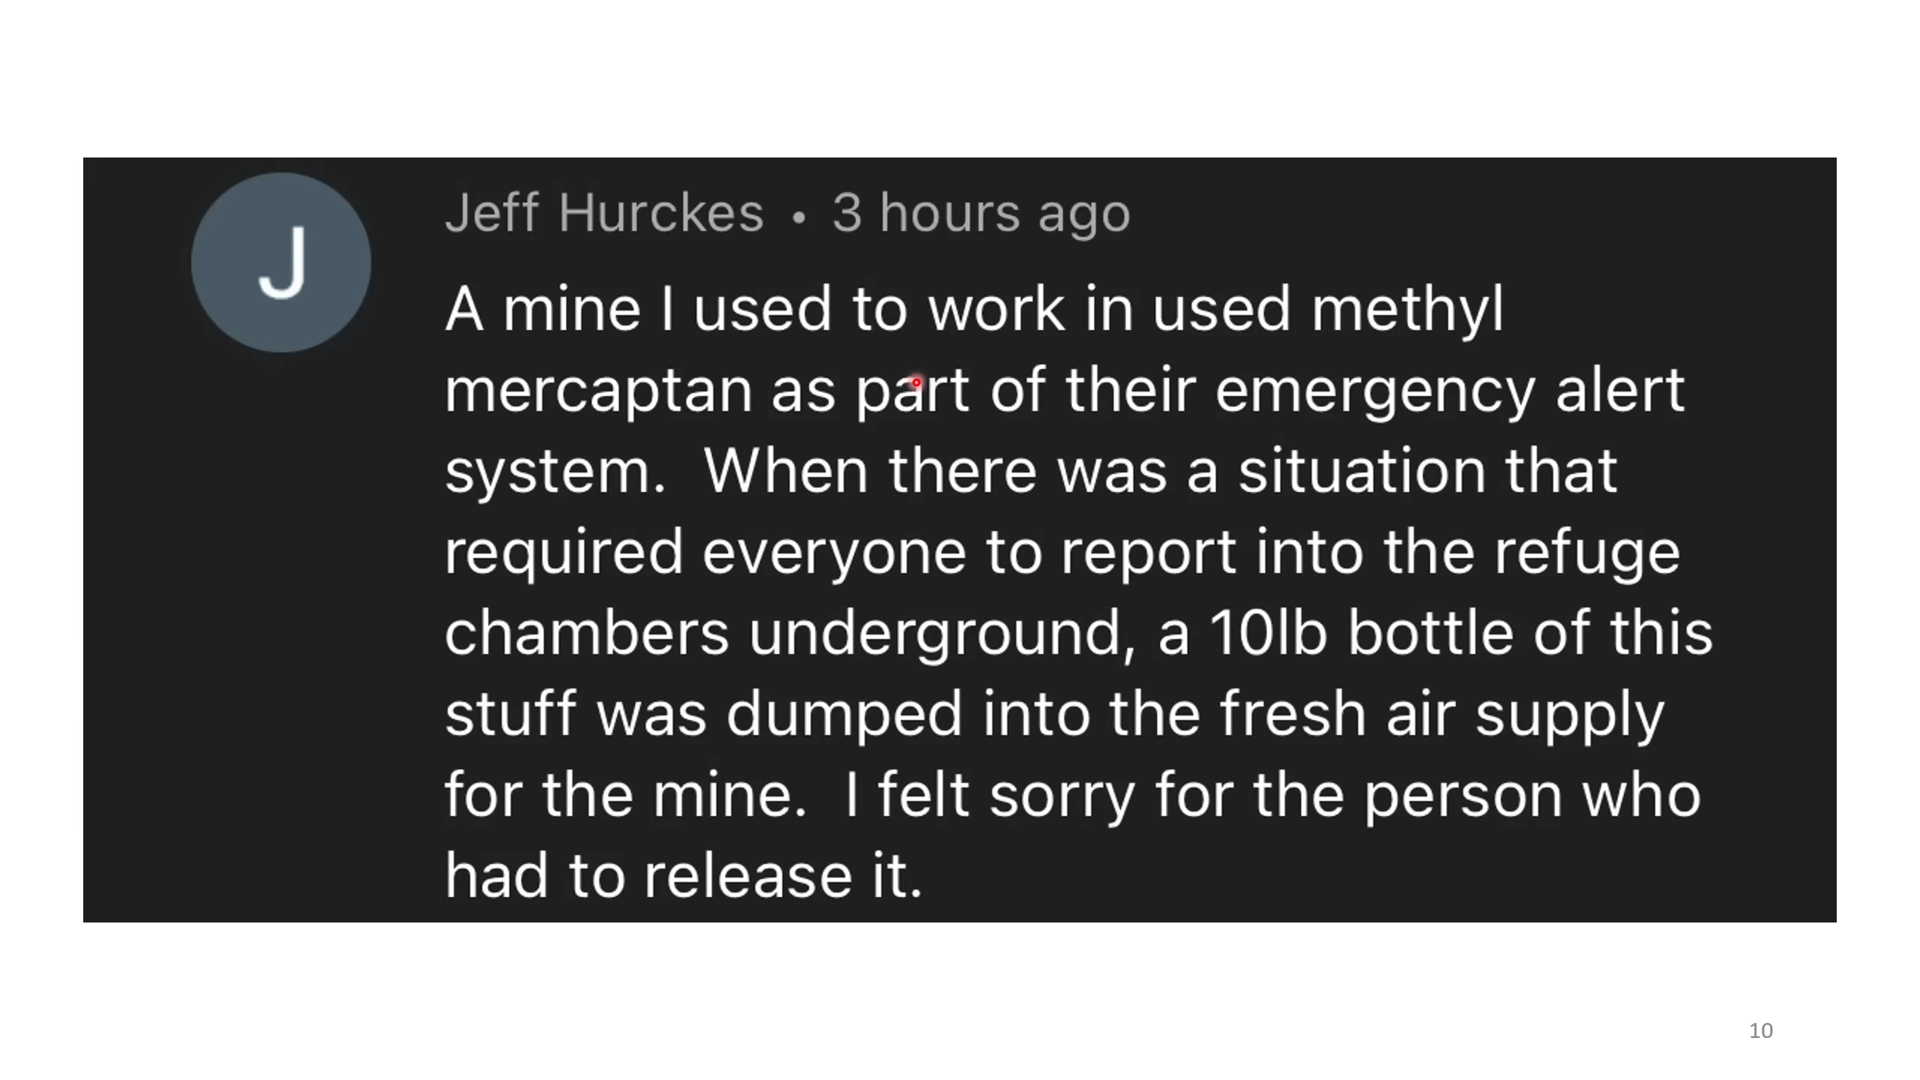 J
Jeff Hurckes • 3 hours ago
A mine I used to work in used methyl
mercaptan as part of their emergency alert
system.  When there was a situation that
required everyone to report into the refuge
chambers underground, a 10lb bottle of this
stuff was dumped into the fresh air supply
for the mine.  I felt sorry for the person who
had to release it.
10